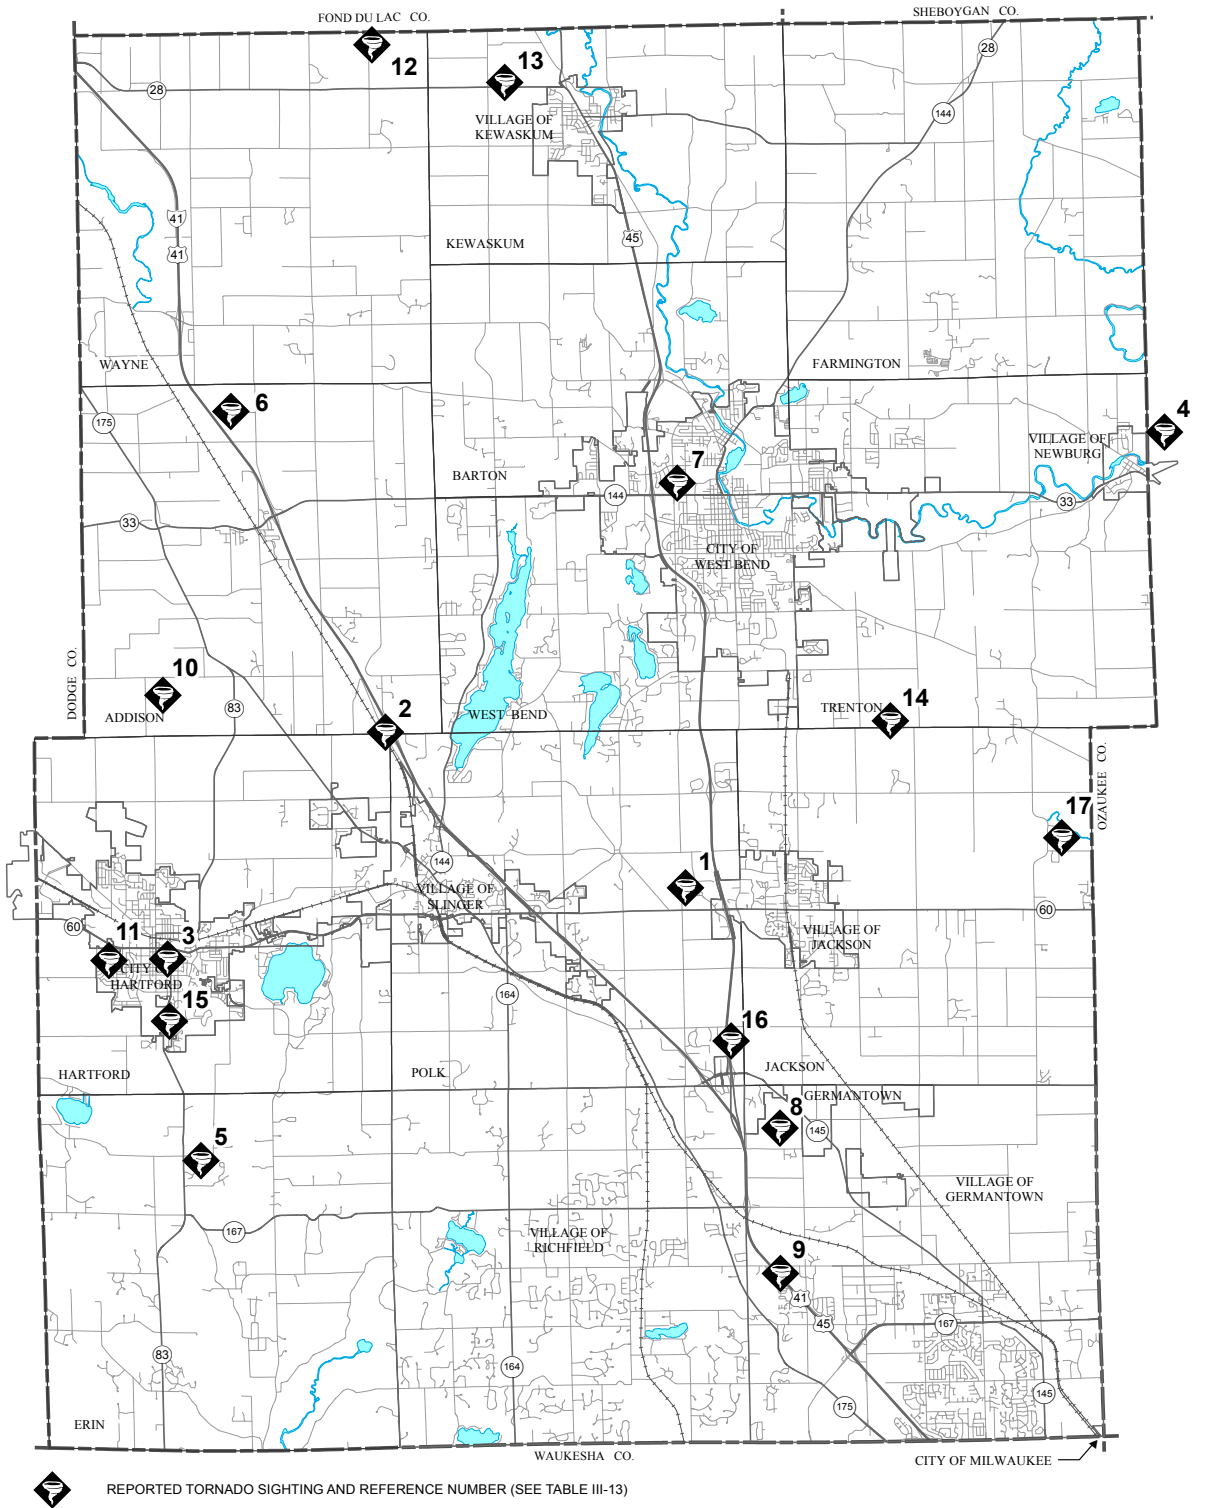 FOND DU LAC CO.
SHEBOYGAN CO.
12
13
28
28
144
VILLAGE OF
KEWASKUM
41
41
45
KEWASKUM
WAYNE
FARMINGTON
6
175
4
VILLAGE OF
NEWBURG
BARTON
7
144
33
33
CITY OF
WEST BEND
DODGE CO.
10
ADDISON
83
2
WEST BEND
TRENTON
14
OZAUKEE CO.
17
144
1
VILLAGE OF
SLINGER
60
60
VILLAGE OF
JACKSON
11
3
CITY
HARTFORD
15
164
16
HARTFORD
POLK
JACKSON
GERMANTOWN
8
145
5
VILLAGE OF
GERMANTOWN
167
VILLAGE OF
RICHFIELD
9
41
45
167
83
164
145
175
ERIN
WAUKESHA CO.
CITY OF MILWAUKEE
REPORTED TORNADO SIGHTING AND REFERENCE NUMBER (SEE TABLE III-13)